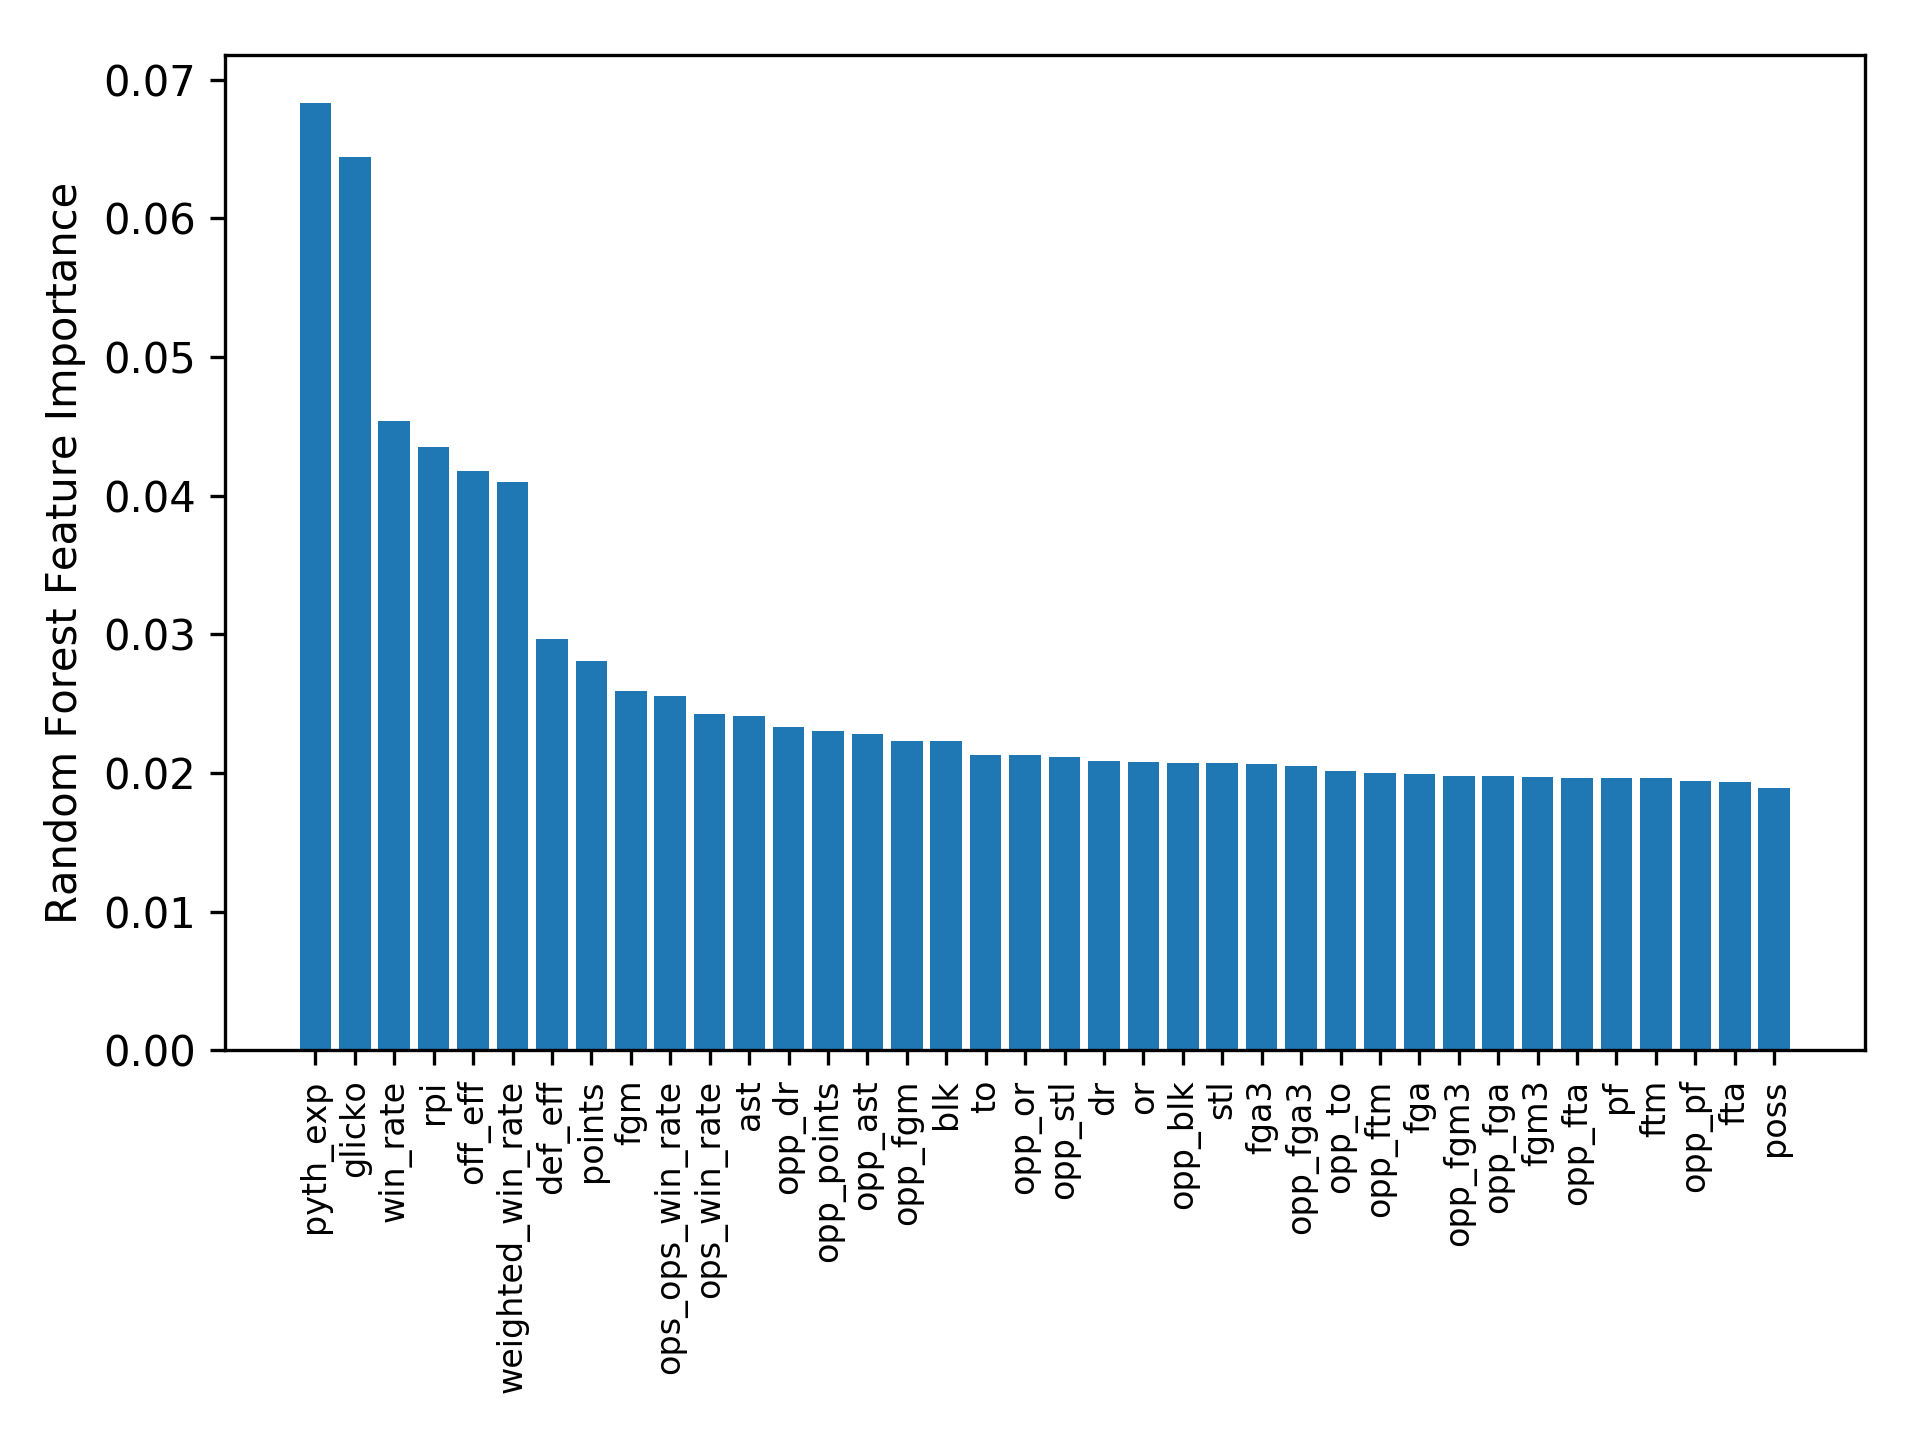 Random Forest Feature Importance
0.07
0.06
0.05
0.04
0.03
0.02
0.01
0.00
pyth_exp
glicko
win_rate
rpi
off_eff
weighted_win_rate
def_eff
points
fgm
ops_ops_win_rate
ops_win_rate
ast
opp_dr
opp_points
opp_ast
opp_fgm
blk
to
opp_or
opp_stl
dr
or
opp_blk
stl
fga3
opp_fga3
opp_to
opp_ftm
fga
opp_fgm3
opp_fga
fgm3
opp_fta
pf
ftm
opp_pf
fta
poss